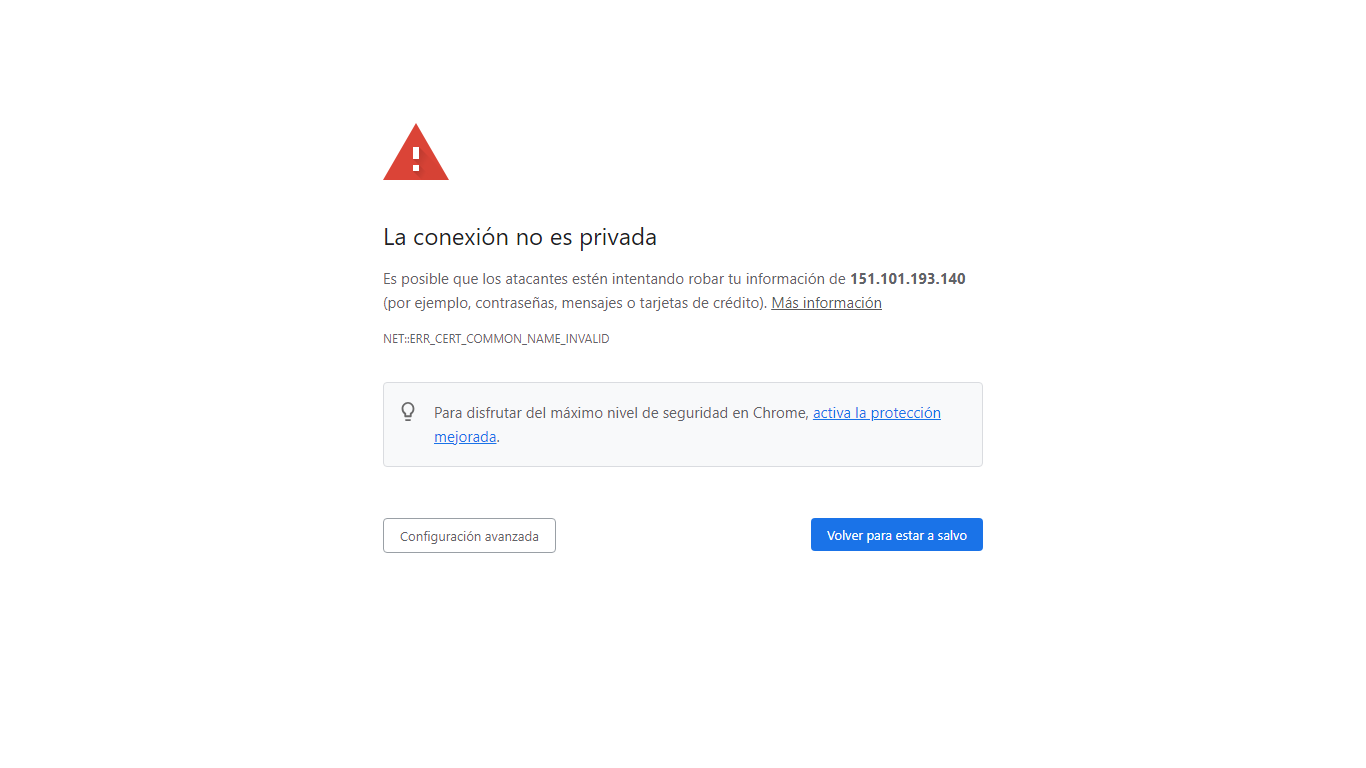 La conexión no es privada
Es posible que los atacantes estén intentando robar tu información de 151.101.193.140
(por ejemplo, contraseñas, mensajes o tarjetas de crédito). Más información
NET::ERR_CERT_COMMON_NAME_INVALID
Para disfrutar del máximo nivel de seguridad en Chrome, activa la protección
mejorada.
Configuración avanzada
Volver para estar a salvo